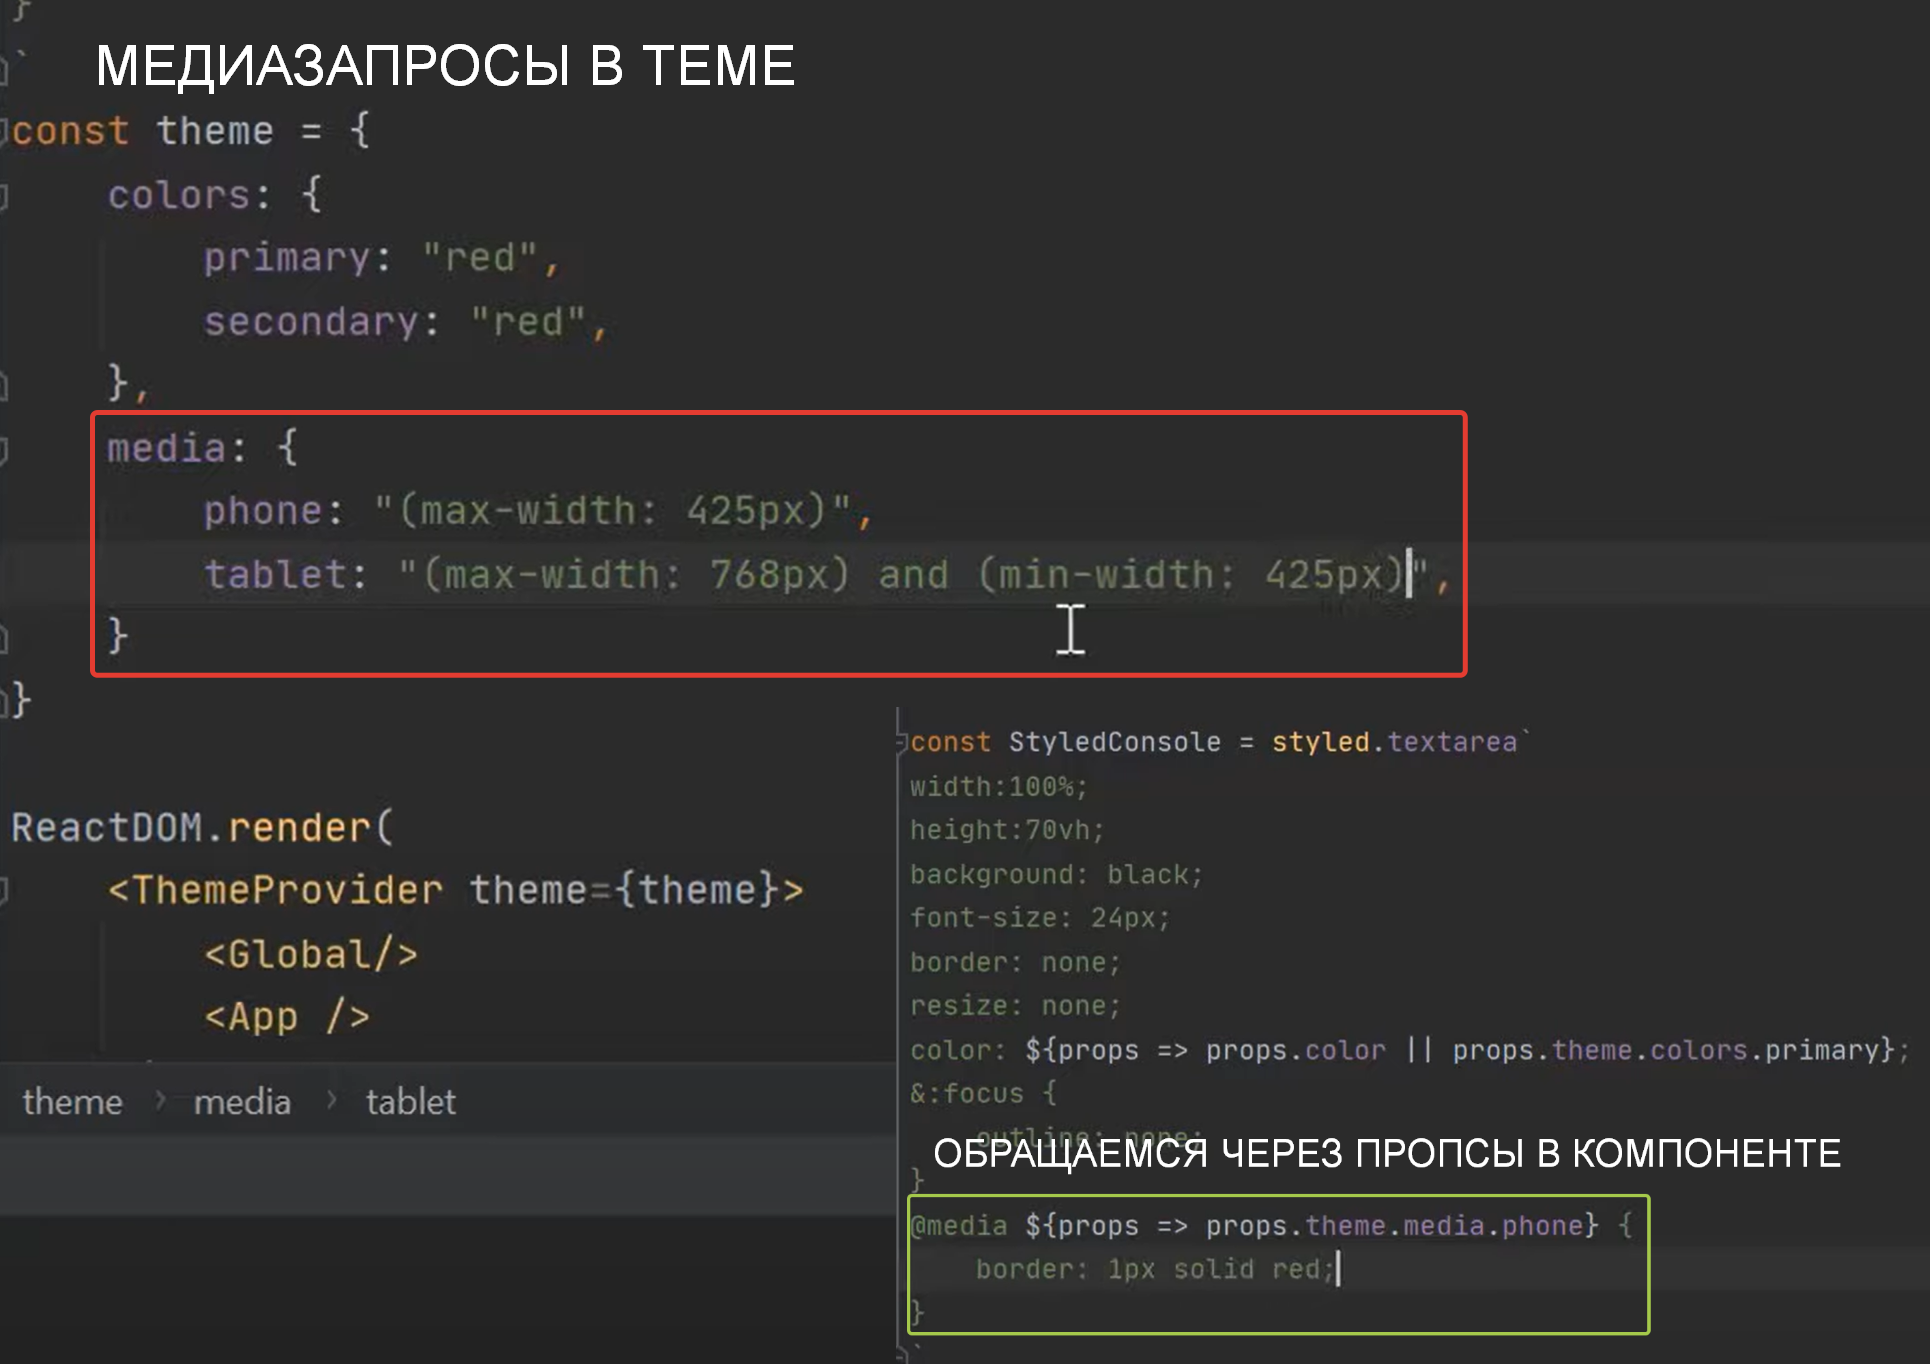 }
`
МЕДИАЗАПРОСЫ В ТЕМЕ
const theme = {
    colors: {
        primary: "red",
        secondary: "red",
    },
    media: {
        phone: "(max-width: 425px)",
        tablet: "(max-width: 768px) and (min-width: 425px)",
    }
}
ReactDOM.render(
    <ThemeProvider theme={theme}>
        <Global/>
        <App />
theme > media > tablet
const StyledConsole = styled.textarea`
width:100%;
height:70vh;
background: black;
font-size: 24px;
border: none;
resize: none;
color: ${props => props.color || props.theme.colors.primary};
&:focus {
    outline: none;
ОБРАЩАЕМСЯ ЧЕРЕЗ ПРОПСЫ В КОМПОНЕНТЕ
}
@media ${props => props.theme.media.phone} {
    border: 1px solid red;
}
`